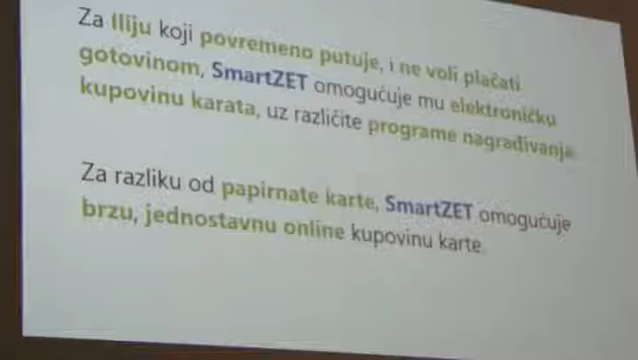 Za Iliju koji povremeno putuje, i ne voli plaćati
gotovinom, SmartZET omogućuje mu elektroničku
kupovinu karata, uz različite programe nagrađivanja.
Za razliku od papirnate karte, SmartZET omogućuje
brzu, jednostavnu online kupovinu karte.